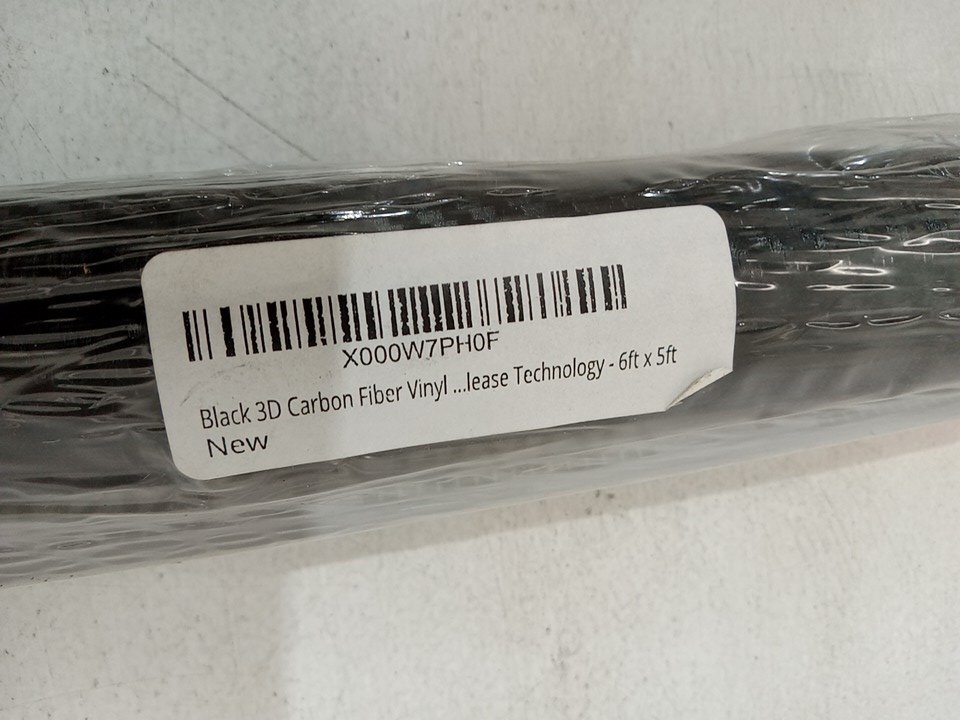 X000W7PH0F
Black 3D Carbon Fiber Vinyl ...lease Technology - 6ft x 5ft
New